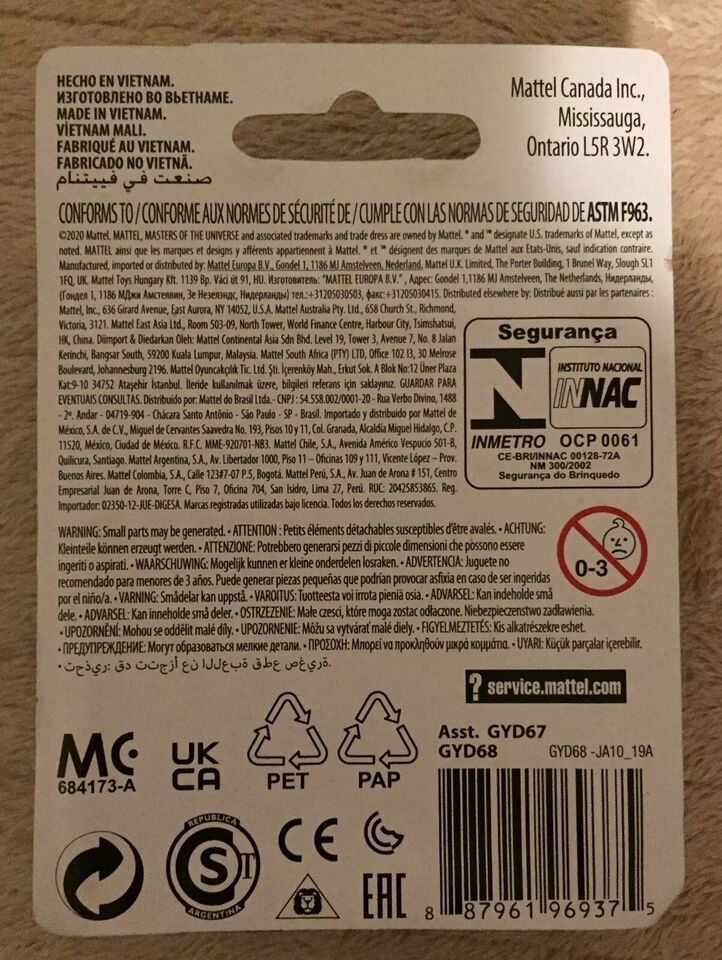 HECHO EN VIETNAM.
ИЗГОТОВЛЕНО ВО ВЬЕТНАМЕ.
MADE IN VIETNAM.
VİETNAM MALI.
FABRIQUÉ AU VIETNAM.
FABRICADO NO VIETNÃ.
صنعت في فييتنام
Mattel Canada Inc.,
Mississauga,
Ontario L5R 3W2.
CONFORMS TO / CONFORME AUX NORMES DE SÉCURITÉ DE / CUMPLE CON LAS NORMAS DE SEGURIDAD DE ASTM F963.
©2020 Mattel. MATTEL, MASTERS OF THE UNIVERSE and associated trademarks and trade dress are owned by Mattel. ® and ™ designate U.S. trademarks of Mattel, except as
noted. MATTEL ainsi que les marques et designs y afférents appartiennent à Mattel. ® et ™ désignent des marques de Mattel aux Etats-Unis, sauf indication contraire.
Manufactured, imported or distributed by: Mattel Europa B.V., Gondel 1, 1186 MJ Amstelveen, Nederland. Mattel U.K. Limited, The Porter Building, 1 Brunel Way, Slough SL1
1FQ, UK. Mattel Toys Hungary Kft. 1139 Bp. Váci út 91, HU. Изготовитель: "MATTEL EUROPA B.V." , Адрес: Gondel 1,1186 MJ Amstelveen, The Netherlands, Нидерланды,
(Гондел 1, 1186 МДжи Амстелвин, Зе Незелэндс, Нидерланды) тел.:+31205030503, факс:+31205030415. Distributed elsewhere by: Distribué aussi par les partenaires :
Mattel, Inc., 636 Girard Avenue, East Aurora, NY 14052, U.S.A. Mattel Australia Pty. Ltd., 658 Church St., Richmond,
Victoria, 3121. Mattel East Asia Ltd., Room 503-09, North Tower, World Finance Centre, Harbour City, Tsimshatsui,
HK, China. Diimport & Diedarkan Oleh: Mattel Continental Asia Sdn Bhd. Level 19, Tower 3, Avenue 7, No. 8 Jalan
Kerinchi, Bangsar South, 59200 Kuala Lumpur, Malaysia. Mattel South Africa (PTY) LTD, Office 102 I3, 30 Melrose
Boulevard, Johannesburg 2196. Mattel Oyuncakçılık Tic. Ltd. Şti. İçerenköy Mah., Erkut Sok. A Blok No:12 Üner Plaza
Kat:9-10 34752 Ataşehir İstanbul. İleride kullanılmak üzere, bilgileri referans için saklayınız. GUARDAR PARA
EVENTUAIS CONSULTAS. Distribuído por: Mattel do Brasil Ltda.- CNPJ : 54.558.002/0001-20 - Rua Verbo Divino, 1488
- 2º. Andar - 04719-904 - Chácara Santo Antônio - São Paulo - SP - Brasil. Importado y distribuido por Mattel de
México, S.A. de C.V., Miguel de Cervantes Saavedra No. 193, Pisos 10 y 11, Col. Granada, Alcaldía Miguel Hidalgo, C.P.
11520, México, Ciudad de México. R.F.C. MME-920701-NB3. Mattel Chile, S.A., Avenida Américo Vespucio 501-B,
Quilicura, Santiago. Mattel Argentina, S.A., Av. Libertador 1000, Piso 11 – Oficinas 109 y 111, Vicente López – Prov.
Buenos Aires. Mattel Colombia, S.A., Calle 123#7-07 P.5, Bogotá. Mattel Perú, S.A., Av. Juan de Arona # 151, Centro
Empresarial Juan de Arona, Torre C, Piso 7, Oficina 704, San Isidro, Lima 27, Perú. RUC: 20425853865. Reg.
Importador: 02350-12-JUE-DIGESA. Marcas registradas utilizadas bajo licencia. Todos los derechos reservados.
Segurança
INSTITUTO NACIONAL
INNAC
INMETRO OCP 0061
CE-BRI/INNAC 00128-72A
NM 300/2002
Segurança do Brinquedo
WARNING: Small parts may be generated. • ATTENTION : Petits éléments détachables susceptibles d'être avalés. • ACHTUNG:
Kleinteile können erzeugt werden. • ATTENZIONE: Potrebbero generarsi pezzi di piccole dimensioni che possono essere
ingeriti o aspirati. • WAARSCHUWING: Mogelijk kunnen er kleine onderdelen losraken. • ADVERTENCIA: Juguete no
recomendado para menores de 3 años. Puede generar piezas pequeñas que podrían provocar asfixia en caso de ser ingeridas
por el niño/a. • VARNING: Smådelar kan uppstå. • VAROITUS: Tuotteesta voi irrota pieniä osia. • ADVARSEL: Kan indeholde små
dele. • ADVARSEL: Kan inneholde små deler. • OSTRZEŻENIE: Małe czesci, które moga zostac odłaczone. Niebezpieczenstwo zadławienia.
• UPOZORNĚNÍ: Mohou se oddělit malé díly. • UPOZORNENIE: Môžu sa vytvárať malé diely. • FIGYELMEZTETÉS: Kis alkatrészekre eshet.
• ПРЕДУПРЕЖДЕНИЕ: Могут образоваться мелкие детали. • ΠΡΟΣΟΧΗ: Μπορεί να προκληθούν μικρά κομμάτια. • UYARI: Küçük parçalar içerebilir.
• تحذير: قد تتجزأ عن اللعبة قطع صغيرة.
0-3
? service.mattel.com
MC
684173-A
UK
CA
PET
PAP
Asst. GYD67
GYD68 GYD68 -JA10_19A
REPUBLICA
S T
ARGENTINA
CE
EAC
8 87961 96937 5